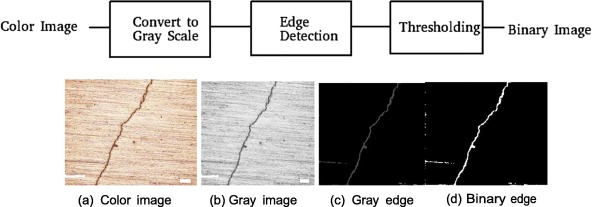 Color Image
Convert to
Gray Scale
Edge
Detection
Thresholding
Binary Image
(a) Color image
(b) Gray image
(c) Gray edge
(d) Binary edge